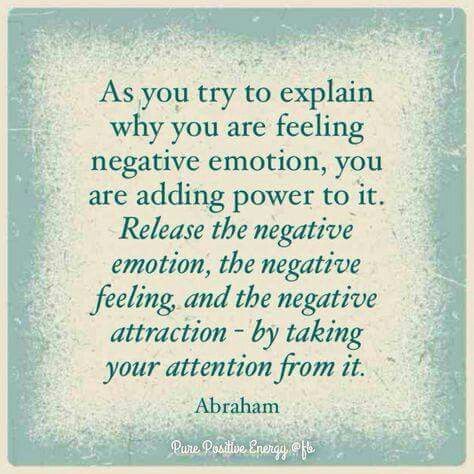 As you try to explain
why you are feeling
negative emotion, you
are adding power to it.
Release the negative
emotion, the negative
feeling, and the negative
attraction - by taking
your attention from it.
Abraham
Pure Positive Energy @fb